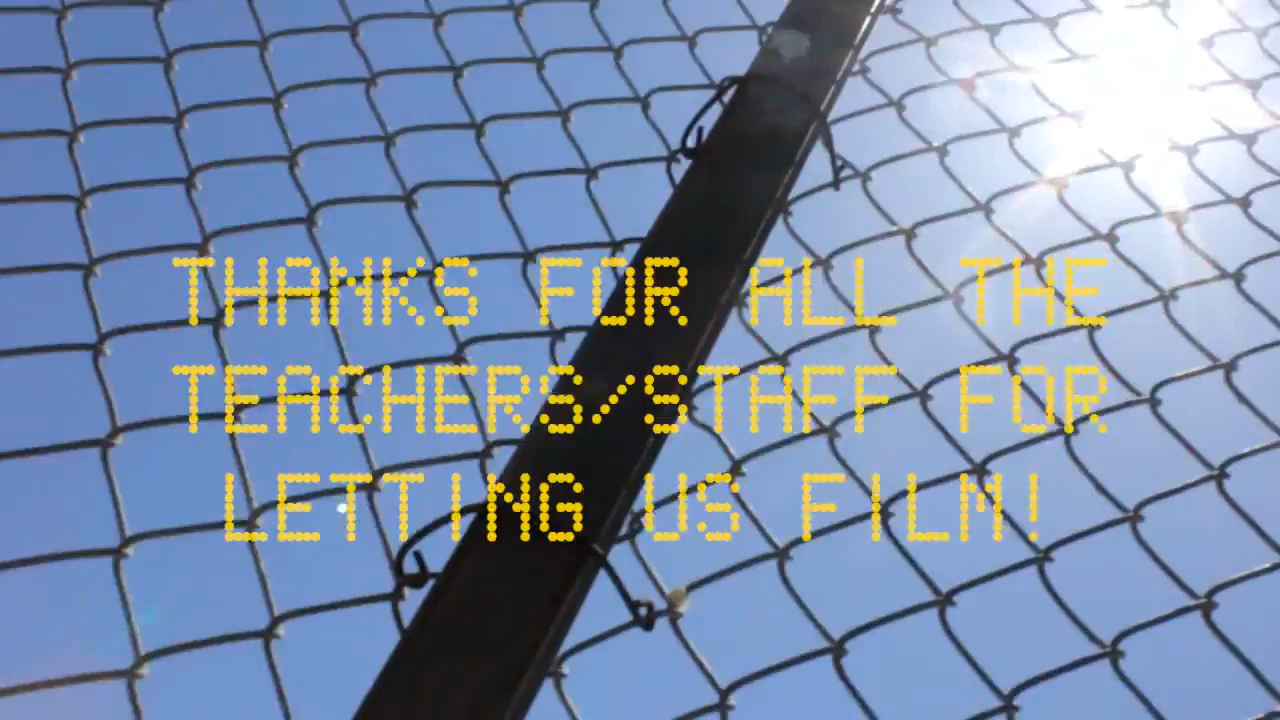 THANKS FOR ALL THE
TEACHERS/STAFF FOR
LETTING US FILM!